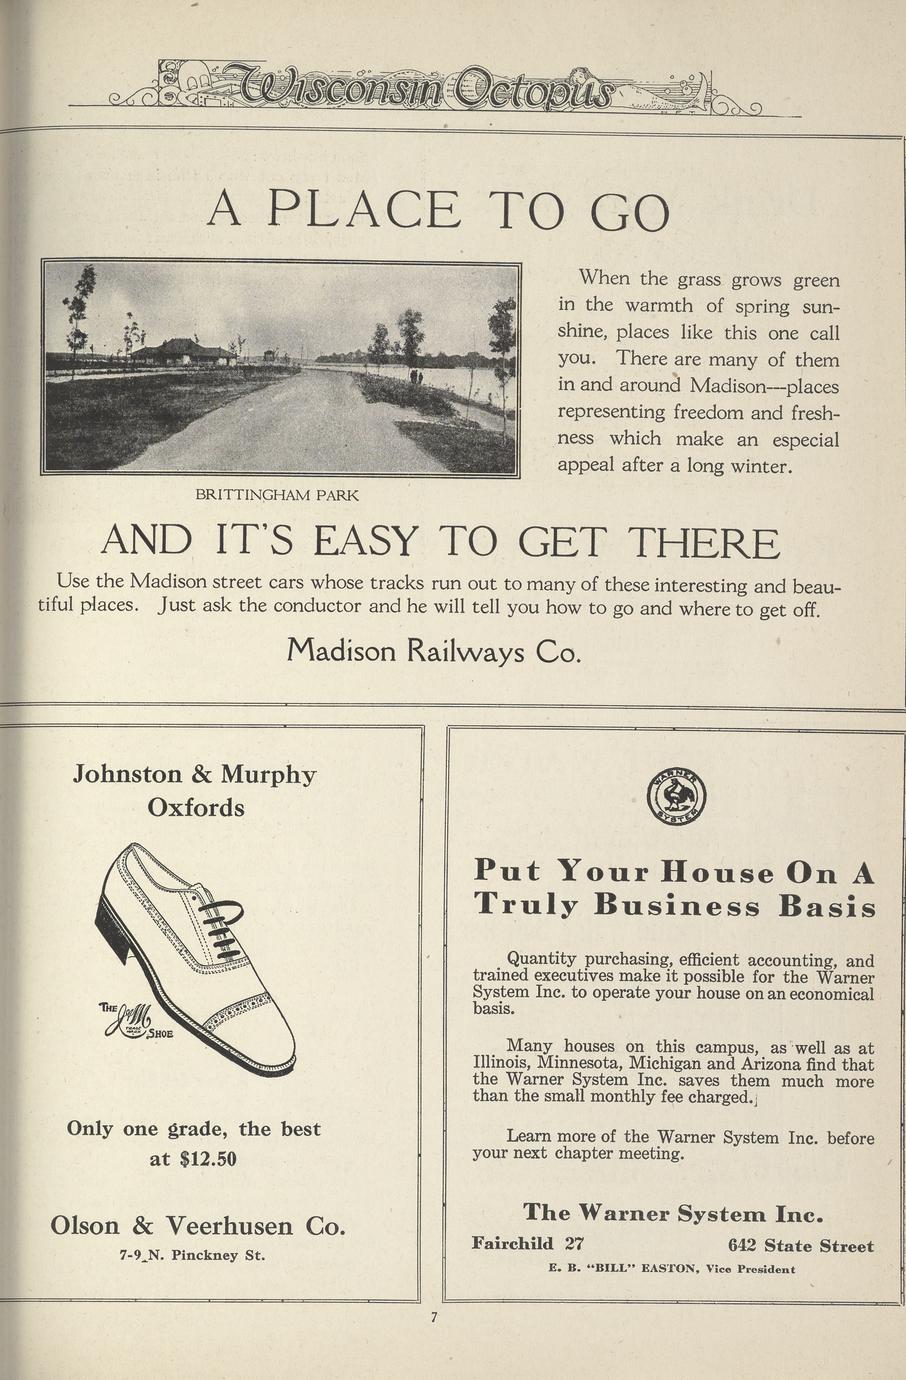 Wisconsin Octopus
A PLACE TO GO
When the grass grows green
in the warmth of spring sun-
shine, places like this one call
you. There are many of them
in and around Madison---places
representing freedom and fresh-
ness which make an especial
appeal after a long winter.
BRITTINGHAM PARK
AND IT'S EASY TO GET THERE
Use the Madison street cars whose tracks run out to many of these interesting and beau-
tiful places. Just ask the conductor and he will tell you how to go and where to get off.
Madison Railways Co.
Johnston & Murphy
Oxfords
THE
J&M
SHOE
Only one grade, the best
at $12.50
Olson & Veerhusen Co.
7-9 N. Pinckney St.
WARNER
SYSTEM
Put Your House On A
Truly Business Basis
Quantity purchasing, efficient accounting, and
trained executives make it possible for the Warner
System Inc. to operate your house on an economical
basis.
Many houses on this campus, as well as at
Illinois, Minnesota, Michigan and Arizona find that
the Warner System Inc. saves them much more
than the small monthly fee charged.
Learn more of the Warner System Inc. before
your next chapter meeting.
The Warner System Inc.
Fairchild 27 642 State Street
E. B. "BILL" EASTON, Vice President
7